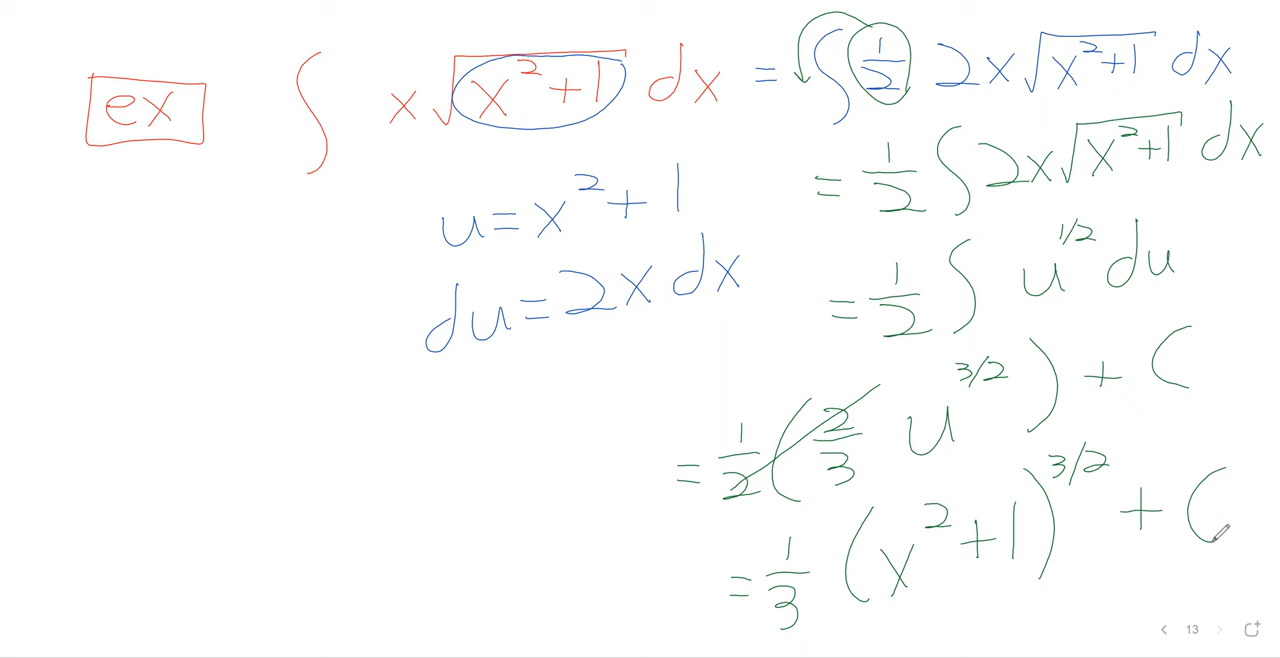 ex ∫ x√(x²+1) dx = ∫ 1/2 2x√(x²+1) dx
= 1/2 ∫ 2x√(x²+1) dx
u = x² + 1
= 1/2 ∫ u^1/2 du
du = 2x dx
= 1/2 (2/3 u^3/2) + C
= 1/3 (x² + 1)^3/2 + C
13